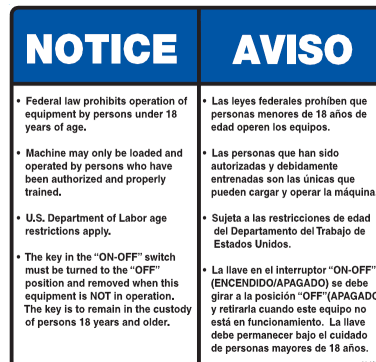 NOTICE
• Federal law prohibits operation of
equipment by persons under 18
years of age.
• Machine may only be loaded and
operated by persons who have
been authorized and properly
trained.
• U.S. Department of Labor age
restrictions apply.
• The key in the “ON-OFF” switch
must be turned to the “OFF”
position and removed when this
equipment is NOT in operation.
The key is to remain in the custody
of persons 18 years and older.
AVISO
• Las leyes federales prohíben que
personas menores de 18 años de
edad operen los equipos.
• Las personas que han sido
autorizadas y debidamente
entrenadas son las únicas que
pueden cargar y operar la máquina
• Sujeta a las restricciones de edad
del Departamento del Trabajo de
Estados Unidos.
• La llave en el interruptor “ON-OFF”
(ENCENDIDO/APAGADO) se debe
girar a la posición “OFF”(APAGADO
y retirarla cuando este equipo no
está en funcionamiento. La llave
debe permanecer bajo el cuidado
de personas mayores de 18 años.